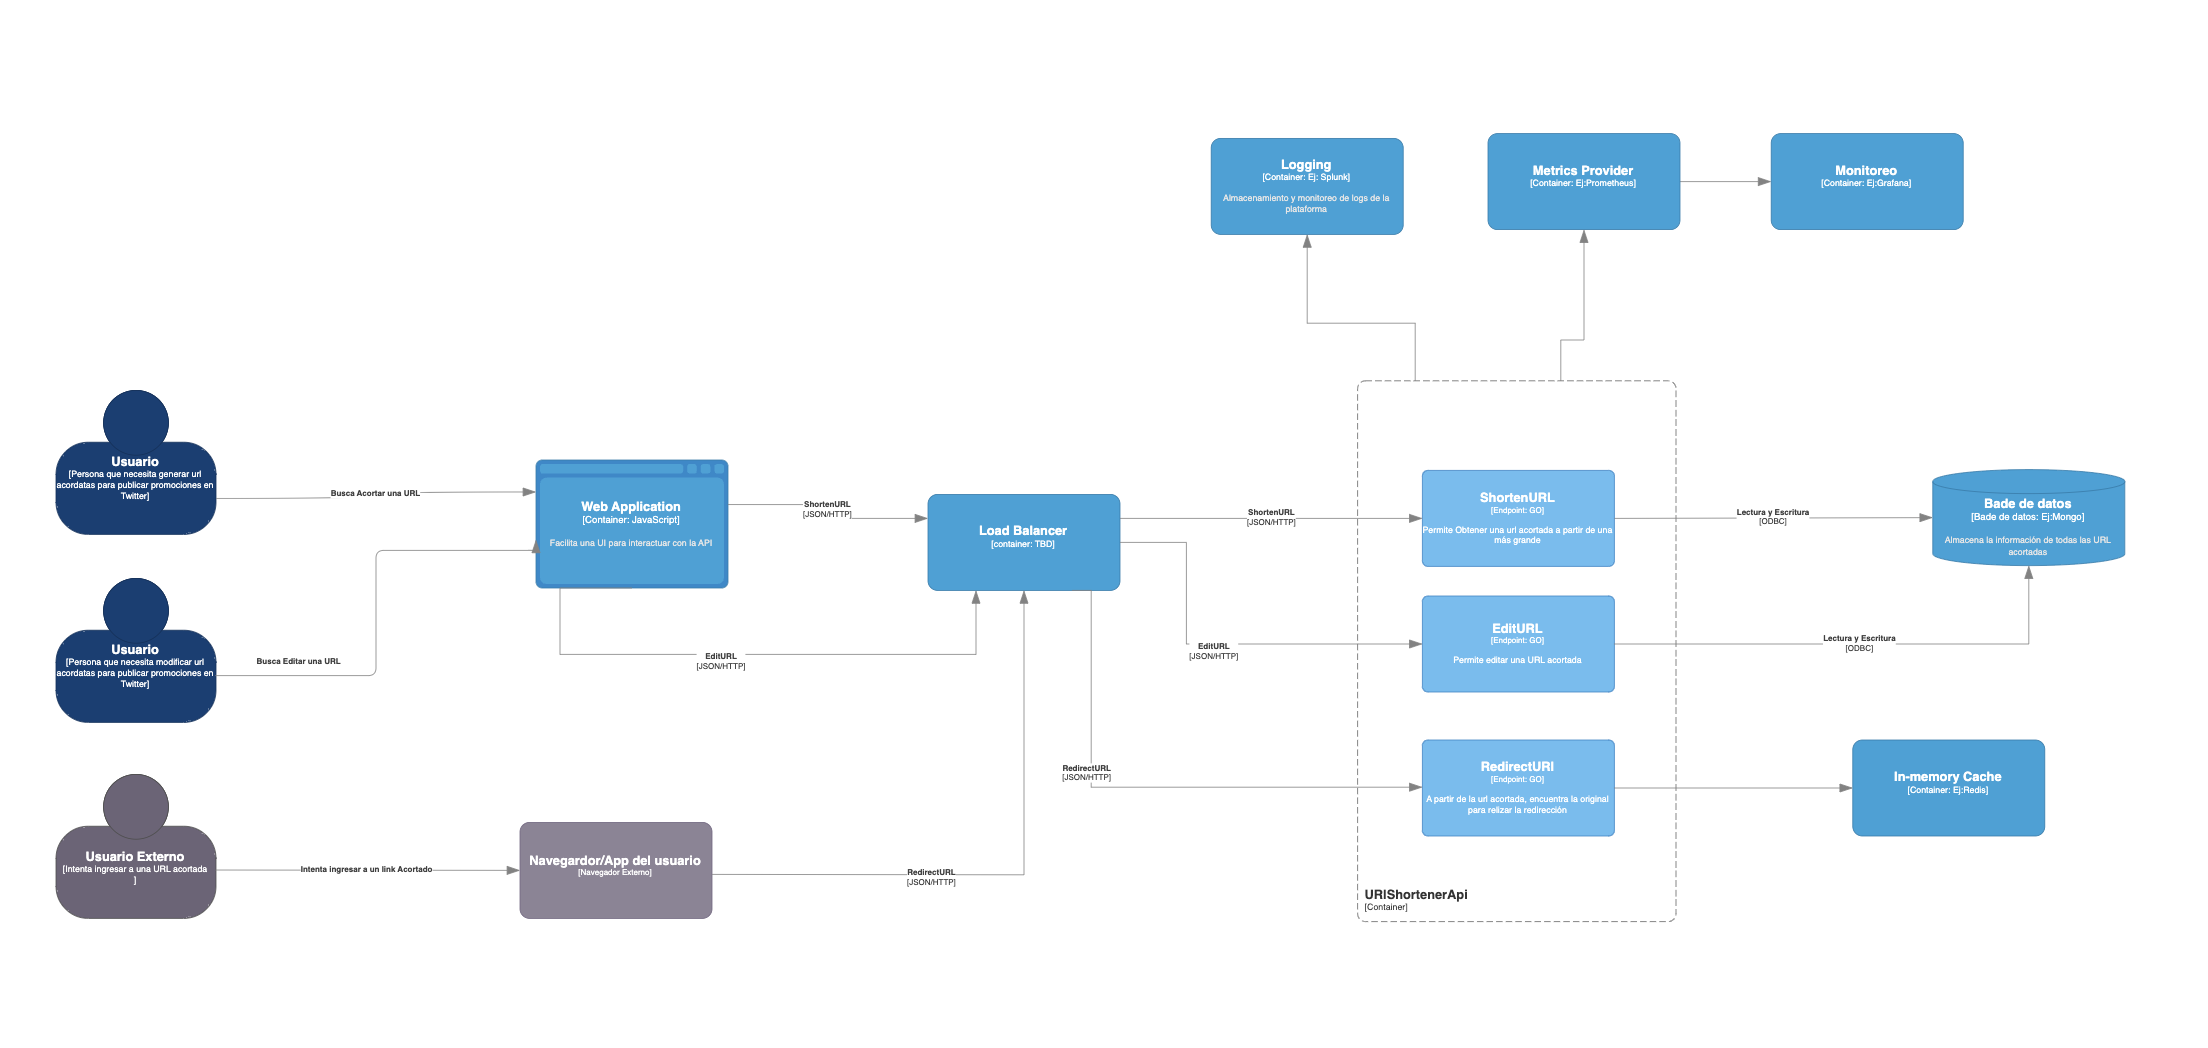 Logging
[Container: Ej: Splunk]
Almacenamiento y monitoreo de logs de la
plataforma
Metrics Provider
[Container: Ej:Prometheus]
Monitoreo
[Container: Ej:Grafana]
Usuario
[Persona que necesita generar url
acordatas para publicar promociones en
Twitter]
Busca Acortar una URL
Web Application
[Container: JavaScript]
Facilita una UI para interactuar con la API
ShortenURL
[JSON/HTTP]
Load Balancer
[container: TBD]
ShortenURL
[JSON/HTTP]
ShortenURL
[Endpoint: GO]
Permite Obtener una url acortada a partir de una
más grande
Lectura y Escritura
[ODBC]
Bade de datos
[Bade de datos: Ej:Mongo]
Almacena la información de todas las URL
acortadas
Usuario
[Persona que necesita modificar url
acordatas para publicar promociones en
Twitter]
Busca Editar una URL
EditURL
[JSON/HTTP]
EditURL
[JSON/HTTP]
EditURL
[Endpoint: GO]
Permite editar una URL acortada
Lectura y Escritura
[ODBC]
RedirectURL
[JSON/HTTP]
RedirectURI
[Endpoint: GO]
A partir de la url acortada, encuentra la original
para relizar la redirección
In-memory Cache
[Container: Ej:Redis]
Usuario Externo
[Intenta ingresar a una URL acortada
]
Intenta ingresar a un link Acortado
Navegardor/App del usuario
[Navegador Externo]
RedirectURL
[JSON/HTTP]
URIShortenerApi
[Container]